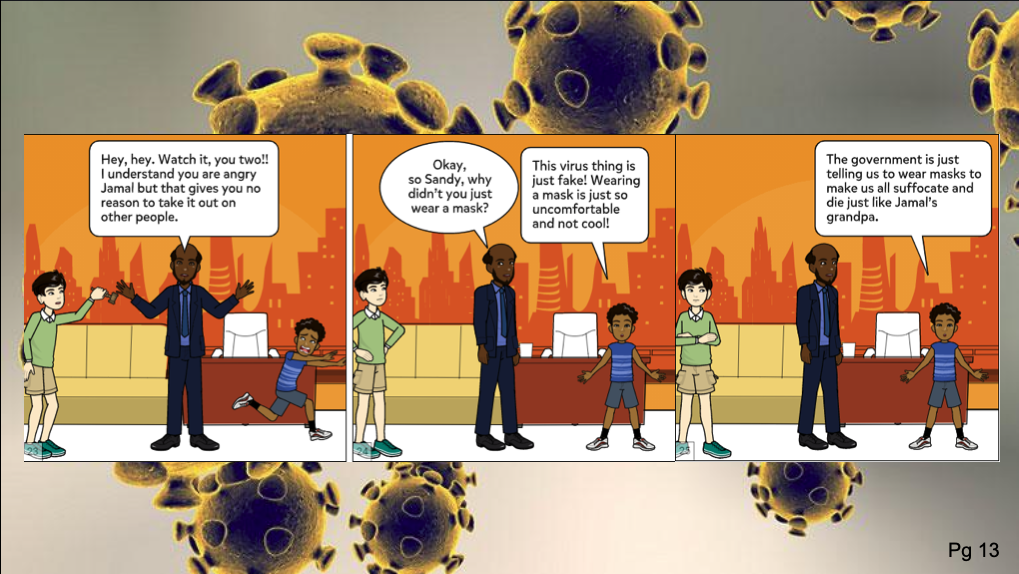 Hey, hey. Watch it, you two!!
I understand you are angry
Jamal but that gives you no
reason to take it out on
other people.
23
Okay,
so Sandy, why
didn't you just
wear a mask?
This virus thing is
just fake! Wearing
a mask is just so
uncomfortable
and not cool!
24
The government is just
telling us to wear masks to
make us all suffocate and
die just like Jamal's
grandpa.
25
Pg 13